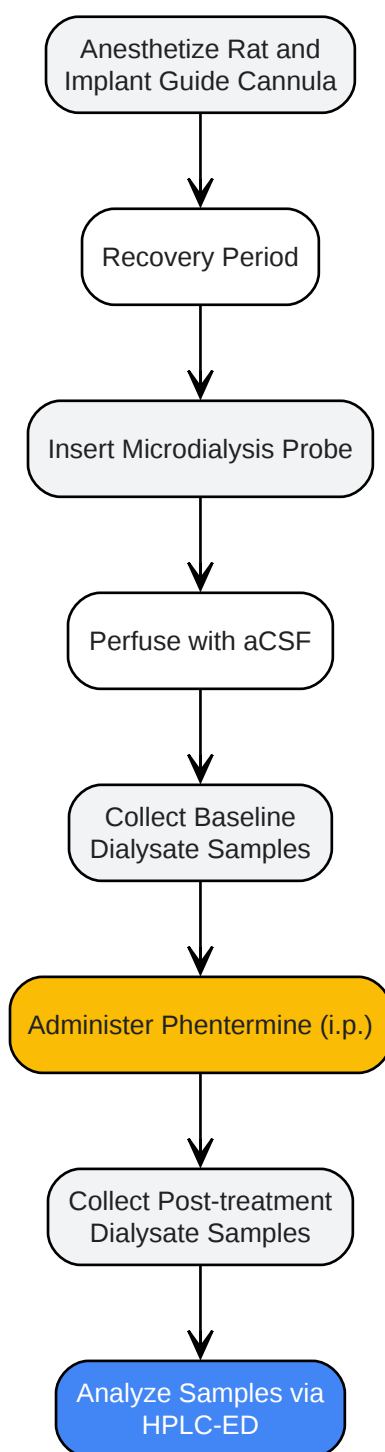 Anesthetize Rat and
Implant Guide Cannula
Recovery Period
Insert Microdialysis Probe
Perfuse with aCSF
Collect Baseline
Dialysate Samples
Administer Phentermine (i.p.)
Collect Post-treatment
Dialysate Samples
Analyze Samples via
HPLC-ED